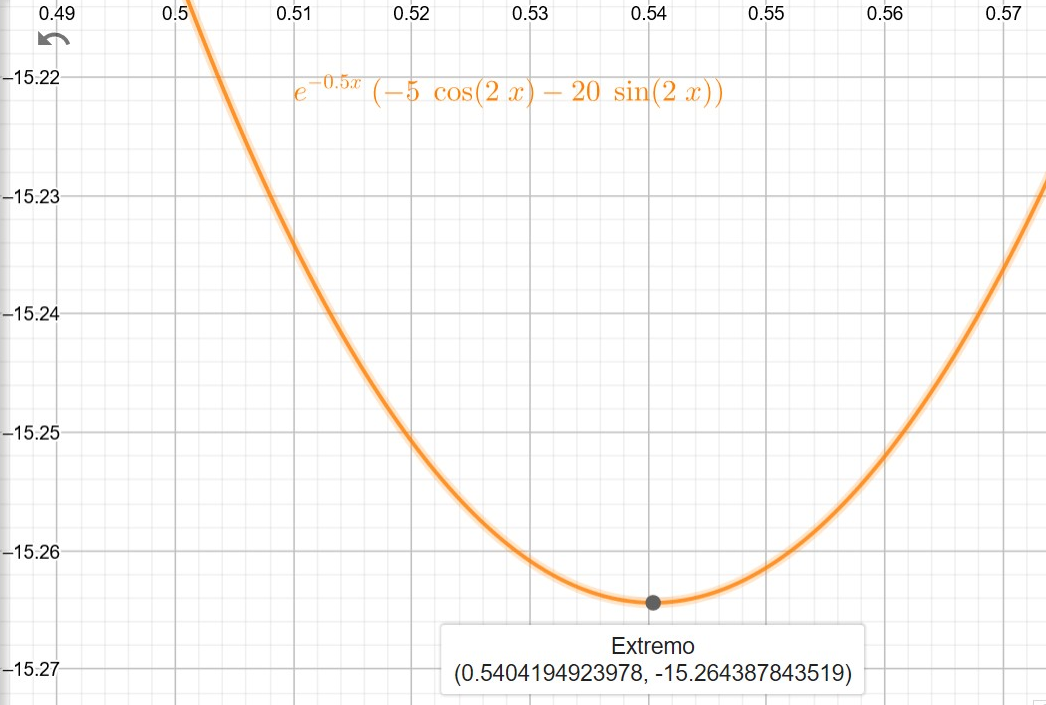 0.49 0.5 0.51 0.52 0.53 0.54 0.55 0.56 0.57
–15.22
e^{-0.5x} (−5 cos(2 x) − 20 sin(2 x))
–15.23
–15.24
–15.25
–15.26
Extremo
(0.5404194923978, -15.264387843519)
–15.27